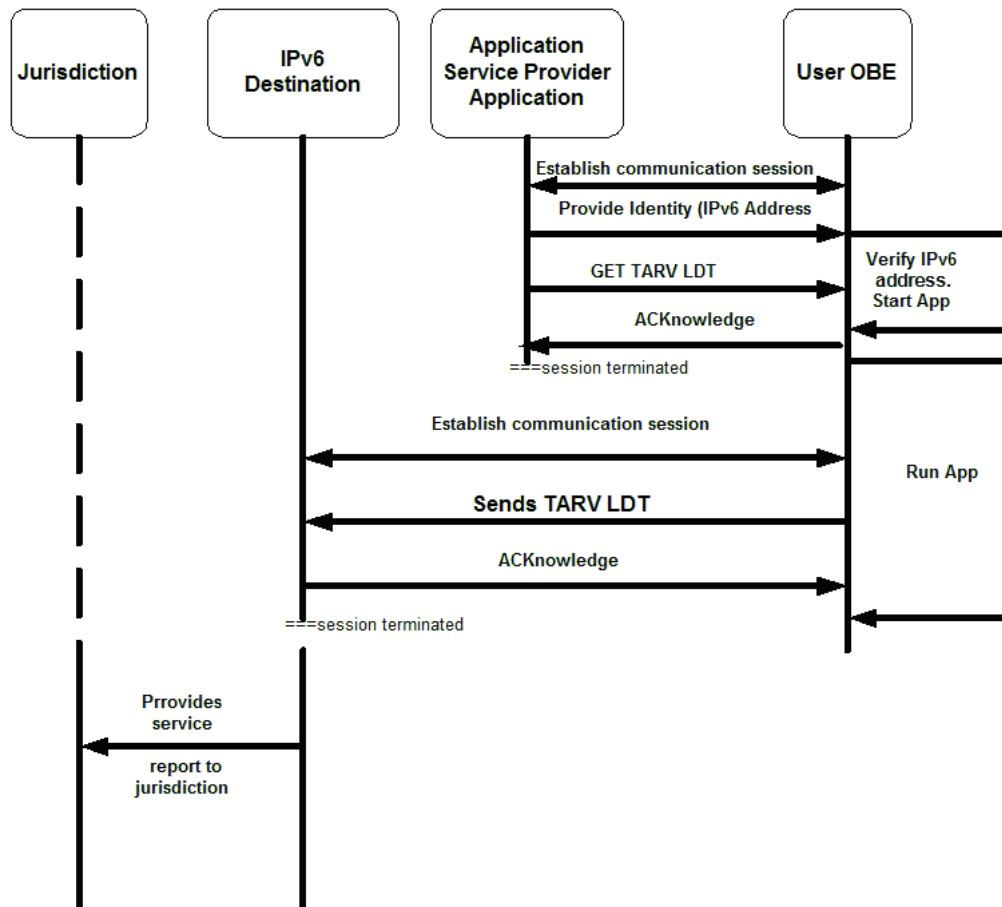 Jurisdiction
IPv6
Destination
Application
Service Provider
Application
User OBE
Establish communication session
Provide Identity (IPv6 Address
Verify IPv6
address.
Start App
GET TARV LDT
ACKnowledge
===session terminated
Establish communication session
Run App
Sends TARV LDT
ACKnowledge
===session terminated
Prrovides
service
report to
jurisdiction